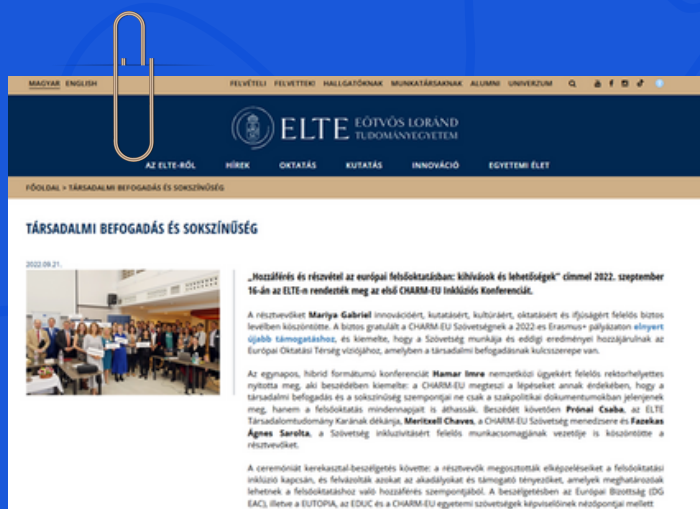 MAGYAR ENGLISH FELVÉTELI FELVETTEKI HALLGATÓKNAK MUNKATÁRSAKNAK ALUMNI UNIVERZUM
ELTE EÖTVÖS LORÁND
TUDOMÁNYEGYETEM
AZ ELTE-RŐL HÍREK OKTATÁS KUTATÁS INNOVÁCIÓ EGYETEMI ÉLET
FŐOLDAL > TÁRSADALMI BEFOGADÁS ÉS SOKSZÍNŰSÉG
TÁRSADALMI BEFOGADÁS ÉS SOKSZÍNŰSÉG
2022.09.21.
„Hozzáférés és részvétel az európai felsőoktatásban: kihívások és lehetőségek” címmel 2022. szeptember
16-án az ELTE-n rendezték meg az első CHARM-EU Inklúziós Konferenciát.
A résztvevőket Mariya Gabriel innovációért, kutatásért, kultúráért, oktatásért és ifjúságért felelős biztos
levélben köszöntötte. A biztos gratulált a CHARM-EU Szövetségnek a 2022-es Erasmus+ pályázaton elnyert
újabb támogatáshoz, és kiemelte, hogy a Szövetség munkája és eddigi eredményei hozzájárulnak az
Európai Oktatási Térség víziójához, amelyben a társadalmi befogadásnak kulcsszerepe van.
Az egynapos, hibrid formátumú konferenciát Hamar Imre nemzetközi ügyekért felelős rektorhelyettes
nyitotta meg, aki beszédében kiemelte: a CHARM-EU megteszi a lépéseket annak érdekében, hogy a
társadalmi befogadás és a sokszínűség szempontjai ne csak a szakpolitikai dokumentumokban jelenjenek
meg, hanem a felsőoktatás mindennapjait is áthassák. Beszédét követően Prónai Csaba, az ELTE
Társadalomtudomány Karának dékánja, Meritxell Chaves, a CHARM-EU Szövetség menedzsere és Fazekas
Ágnes Sarolta, a Szövetség inkluzivitásért felelős munkacsomagjának vezetője is köszöntötte a
résztvevőket.
A ceremóniát kerekasztal-beszélgetés követte: a résztvevők megosztották elképzeléseiket a felsőoktatási
inklúzió kapcsán, és felvázolták azokat az akadályokat és támogató tényezőket, amelyek meghatározóak
lehetnek a felsőoktatáshoz való hozzáférés szempontjából. A beszélgetésben az Európai Bizottság (DG
EAC), illetve a EUTOPIA, az EDUC és a CHARM-EU egyetemi szövetségek képviselőinek nézőpontjai mellett